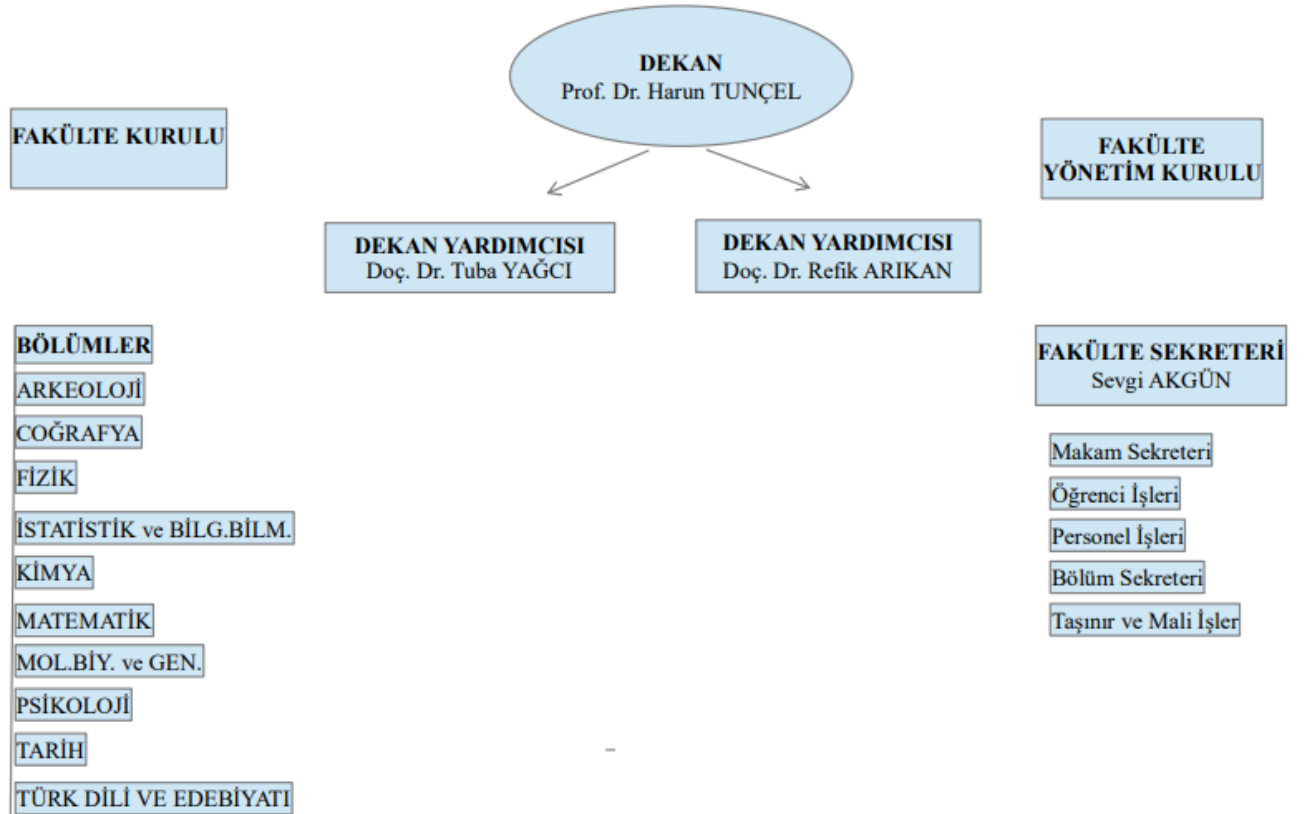 DEKAN
Prof. Dr. Harun TUNÇEL
FAKÜLTE KURULU
FAKÜLTE
YÖNETİM KURULU
DEKAN YARDIMCISI
Doç. Dr. Tuba YAĞCI
DEKAN YARDIMCISI
Doç. Dr. Refik ARIKAN
BÖLÜMLER
ARKEOLOJİ
COĞRAFYA
FİZİK
İSTATİSTİK ve BİLG.BİLM.
KİMYA
MATEMATİK
MOL.BİY. ve GEN.
PSİKOLOJİ
TARİH
TÜRK DİLİ VE EDEBİYATI
FAKÜLTE SEKRETERİ
Sevgi AKGÜN
Makam Sekreteri
Öğrenci İşleri
Personel İşleri
Bölüm Sekreteri
Taşınır ve Mali İşler